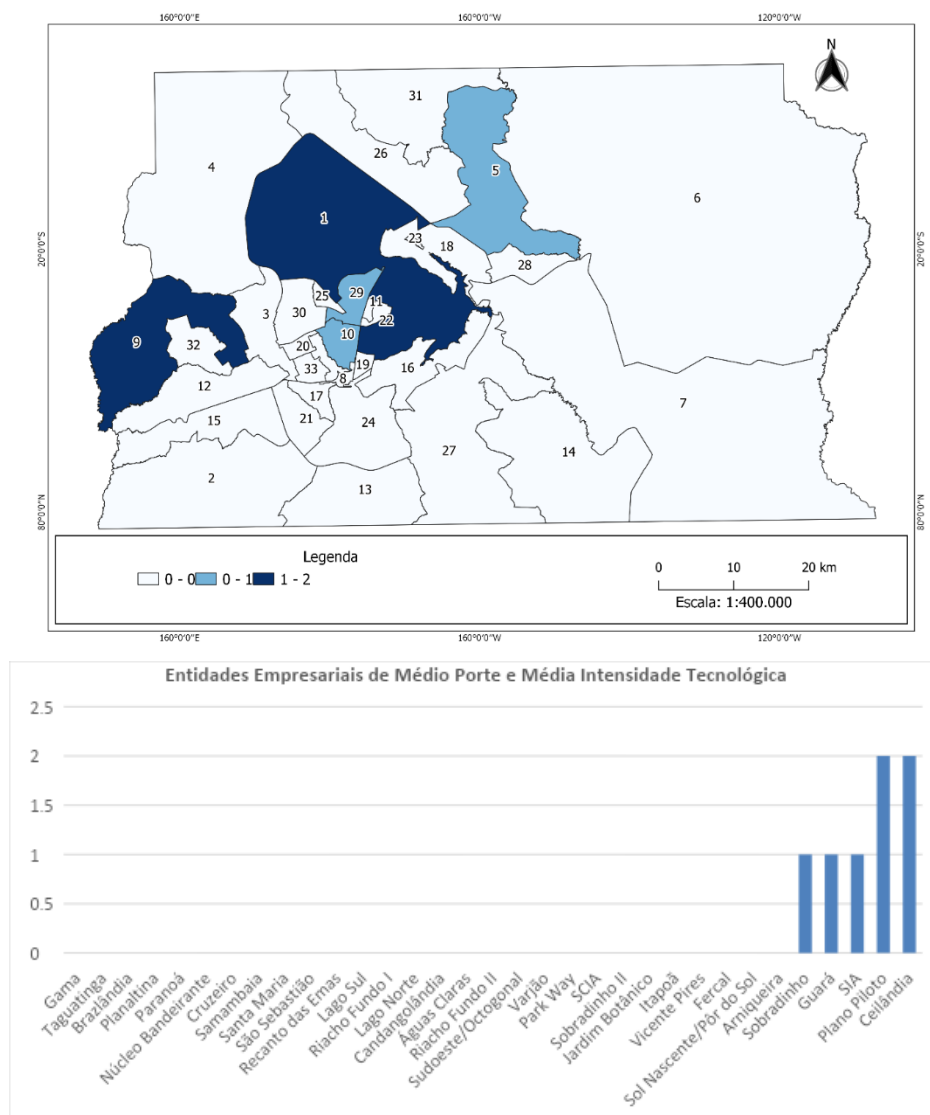 160°0'0"E 160°0'0"W 120°0'0"W
N
31
26
4
5
6
1
23
18
20°0'0"S 20°0'0"S
28
29
25
11
3
30
22
10
9
32
20
19
16
33
8
12
17
7
15
21
24
27
14
2
13
80°0'0"N 80°0'0"N
Legenda
0 - 0 0 - 1 1 - 2
0 10 20 km
Escala: 1:400.000
160°0'0"E 160°0'0"W 120°0'0"W
Entidades Empresariais de Médio Porte e Média Intensidade Tecnológica
2.5
2
1.5
1
0.5
0
Gama
Taguatinga
Brazlândia
Planaltina
Paranoá
Núcleo Bandeirante
Cruzeiro
Samambaia
Santa Maria
São Sebastião
Recanto das Emas
Lago Sul
Riacho Fundo I
Lago Norte
Candangolândia
Águas Claras
Riacho Fundo II
Sudoeste/Octogonal
Varjão
Park Way
SCIA
Sobradinho II
Jardim Botânico
Itapoã
Vicente Pires
Fercal
Sol Nascente/Pôr do Sol
Arniqueira
Sobradinho
Guará
SIA
Plano Piloto
Ceilândia